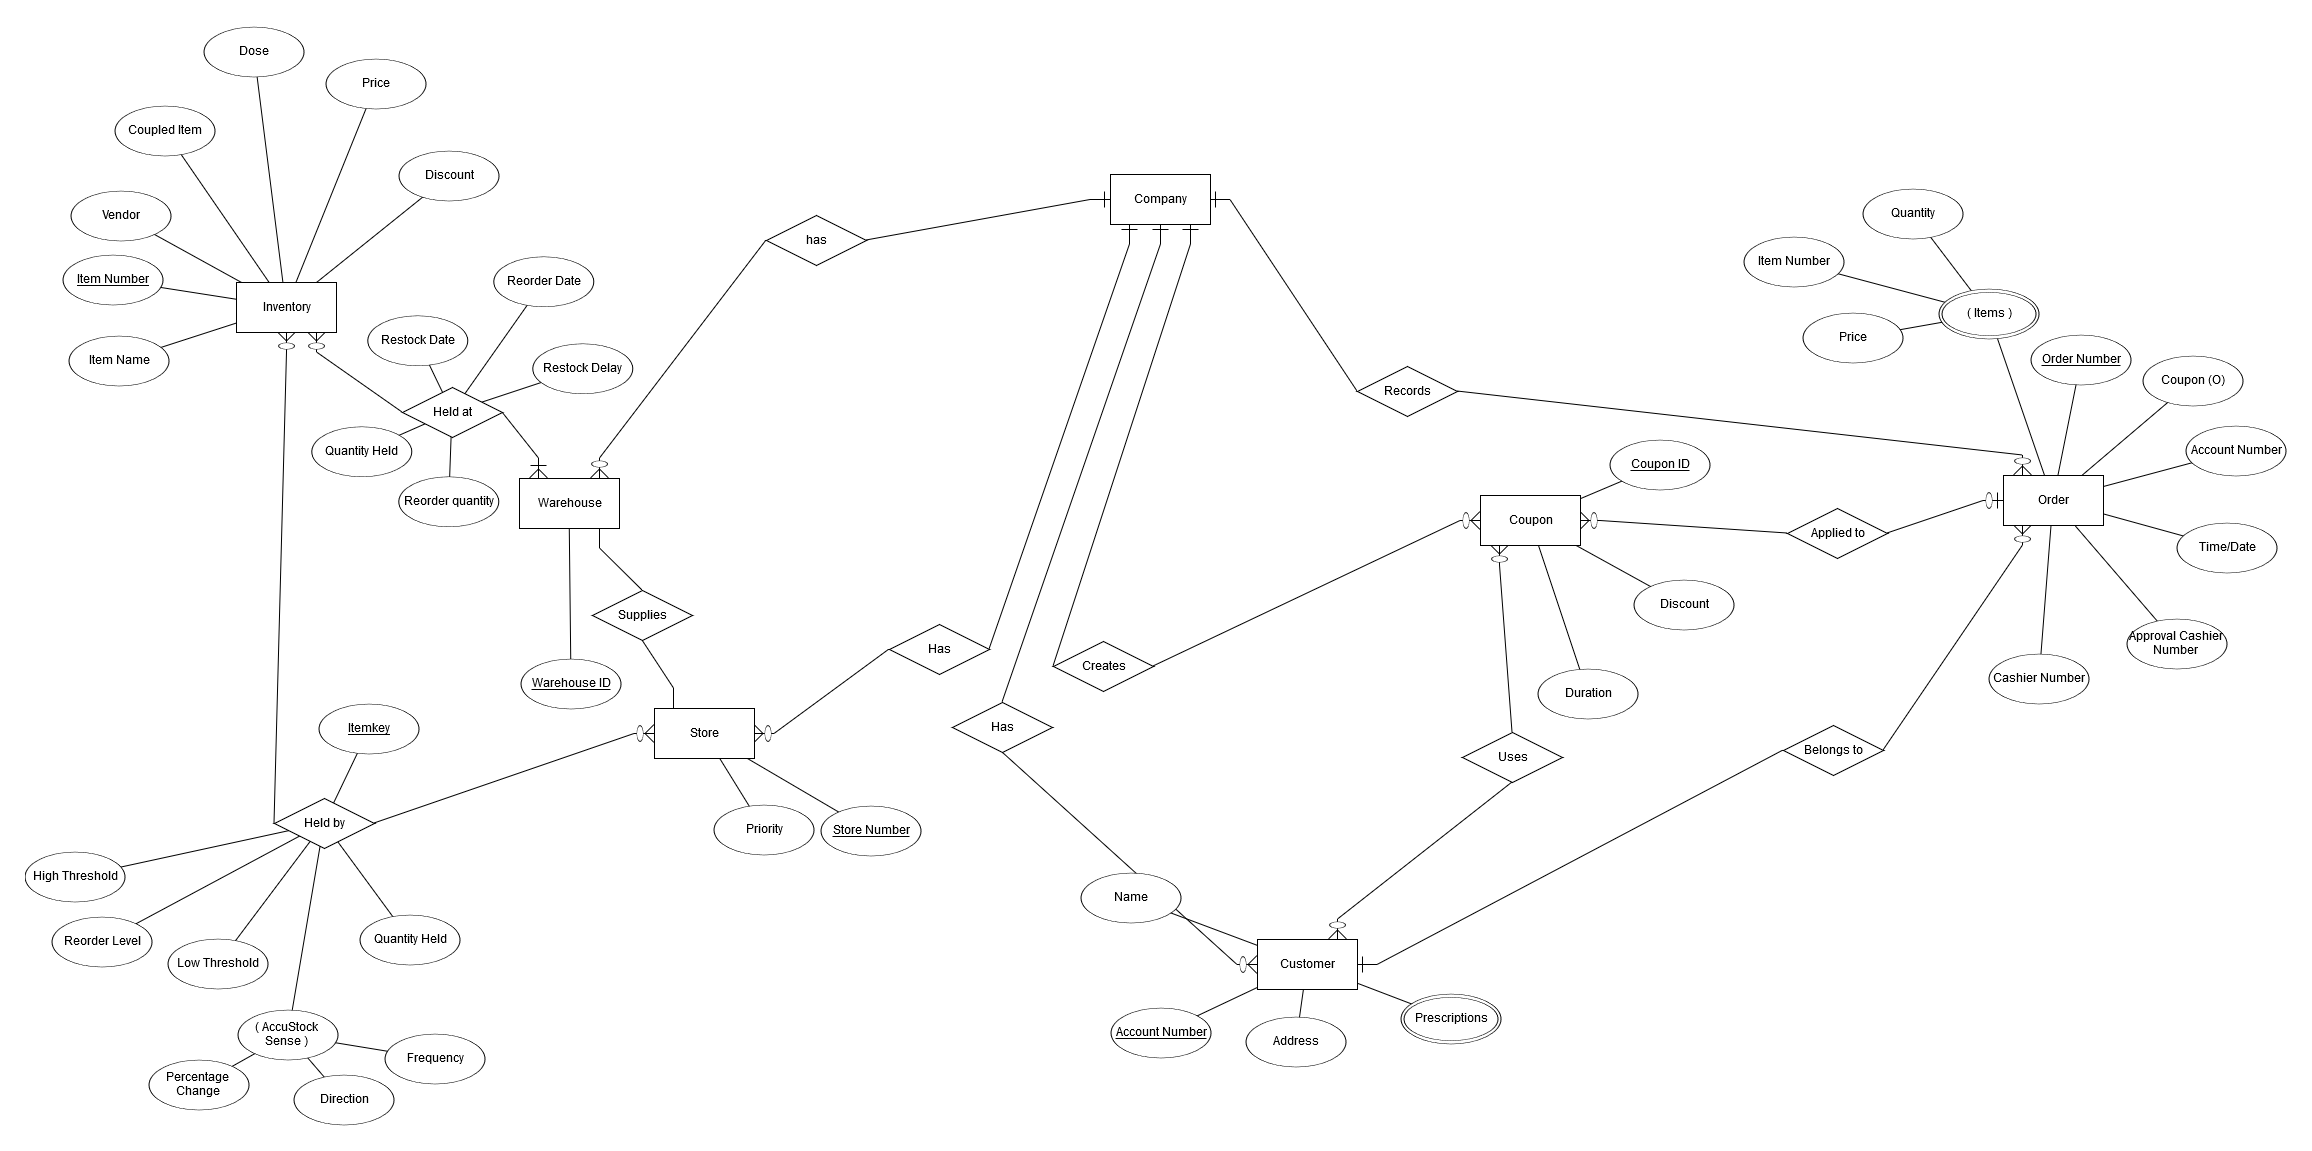 Dose
Price
Coupled Item
Discount
Vendor
Item Number
Inventory
Item Name
Reorder Date
Restock Date
Restock Delay
Held at
Quantity Held
Reorder quantity
Warehouse
has
Company
Records
Quantity
Item Number
( Items )
Price
Order Number
Coupon (O)
Account Number
Order
Time/Date
Approval Cashier
Number
Cashier Number
Coupon ID
Coupon
Applied to
Discount
Duration
Supplies
Warehouse ID
Has
Creates
Store
Has
Uses
Belongs to
Itemkey
Held by
Priority
Store Number
High Threshold
Reorder Level
Low Threshold
Quantity Held
Name
Customer
Account Number
Address
Prescriptions
( AccuStock
Sense )
Frequency
Percentage
Change
Direction